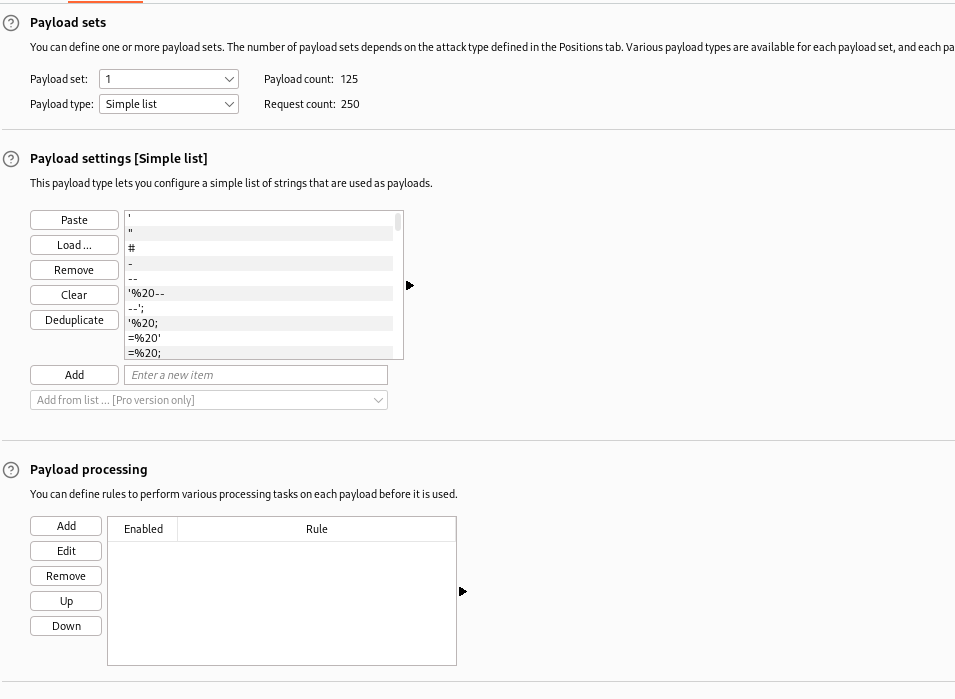 Payload sets
You can define one or more payload sets. The number of payload sets depends on the attack type defined in the Positions tab. Various payload types are available for each payload set, and each pa
Payload set: 1 Payload count: 125
Payload type: Simple list Request count: 250
Payload settings [Simple list]
This payload type lets you configure a simple list of strings that are used as payloads.
Paste
Load ...
Remove
Clear
Deduplicate
'
"
#
-
--
'%20--
--';
'%20;
=%20'
=%20;
Add Enter a new item
Add from list ... [Pro version only]
Payload processing
You can define rules to perform various processing tasks on each payload before it is used.
Add
Edit
Remove
Up
Down
Enabled Rule